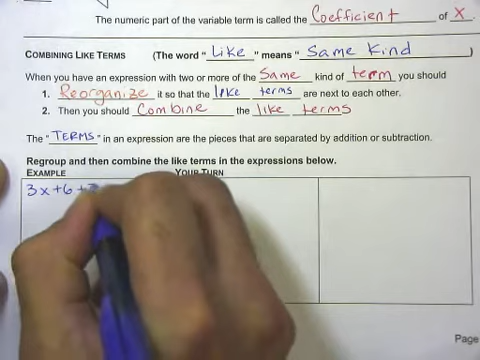 The numeric part of the variable term is called the Coefficient of x.
COMBINING LIKE TERMS (The word "Like" means "Same Kind)
When you have an expression with two or more of the Same kind of term you should
1. Reorganize it so that the like terms are next to each other.
2. Then you should Combine the like terms
The "TERMS" in an expression are the pieces that are separated by addition or subtraction.
Regroup and then combine the like terms in the expressions below.
EXAMPLE YOUR TURN
3x+6+
Page